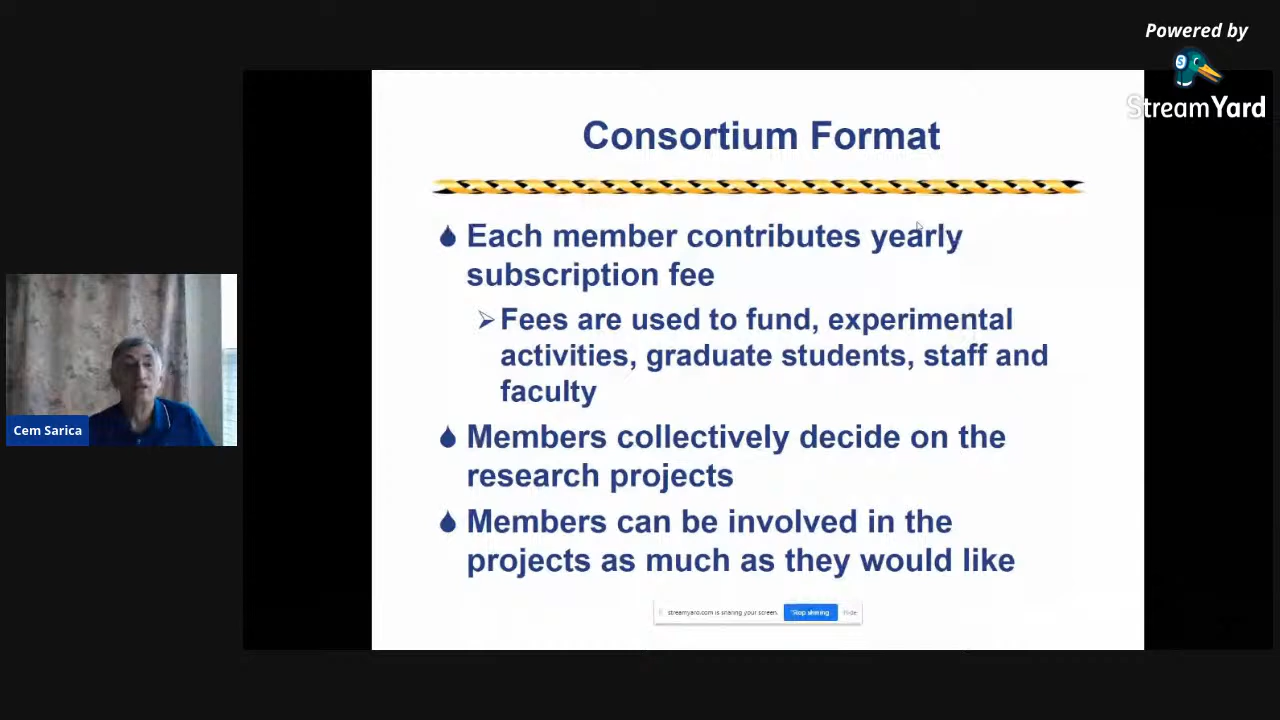 Powered by
StreamYard
Consortium Format
Each member contributes yearly
subscription fee
Fees are used to fund, experimental
activities, graduate students, staff and
faculty
Members collectively decide on the
research projects
Members can be involved in the
projects as much as they would like
Cem Sarica
streamyard.com is sharing your screen.
Stop sharing
Hide